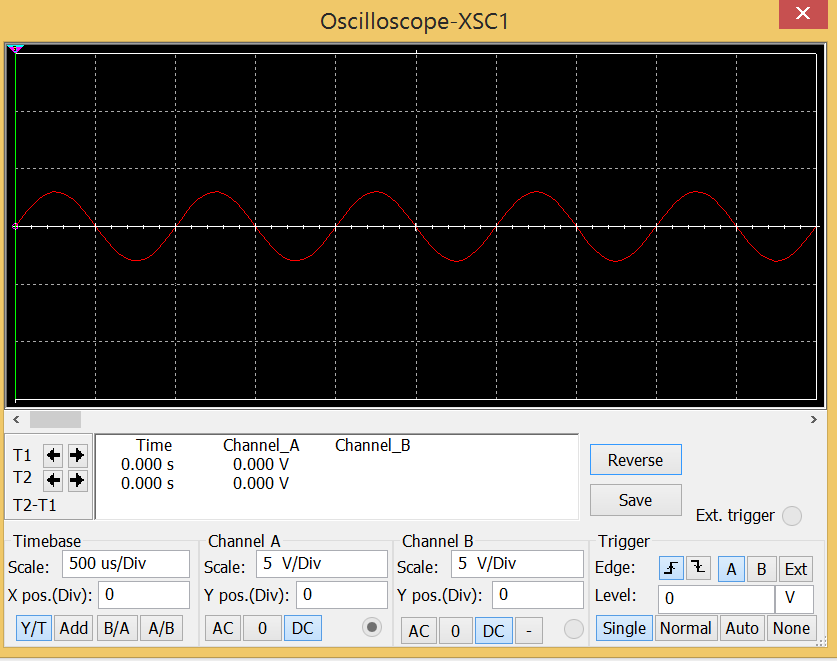 Oscilloscope-XSC1
Time Channel_A Channel_B
T1 0.000 s 0.000 V
T2 0.000 s 0.000 V
T2-T1
Reverse
Save
Ext. trigger
Timebase
Scale: 500 us/Div
X pos.(Div): 0
Y/T Add B/A A/B
Channel A
Scale: 5 V/Div
Y pos.(Div): 0
AC 0 DC
Channel B
Scale: 5 V/Div
Y pos.(Div): 0
AC 0 DC -
Trigger
Edge: A B Ext
Level: 0 V
Single Normal Auto None